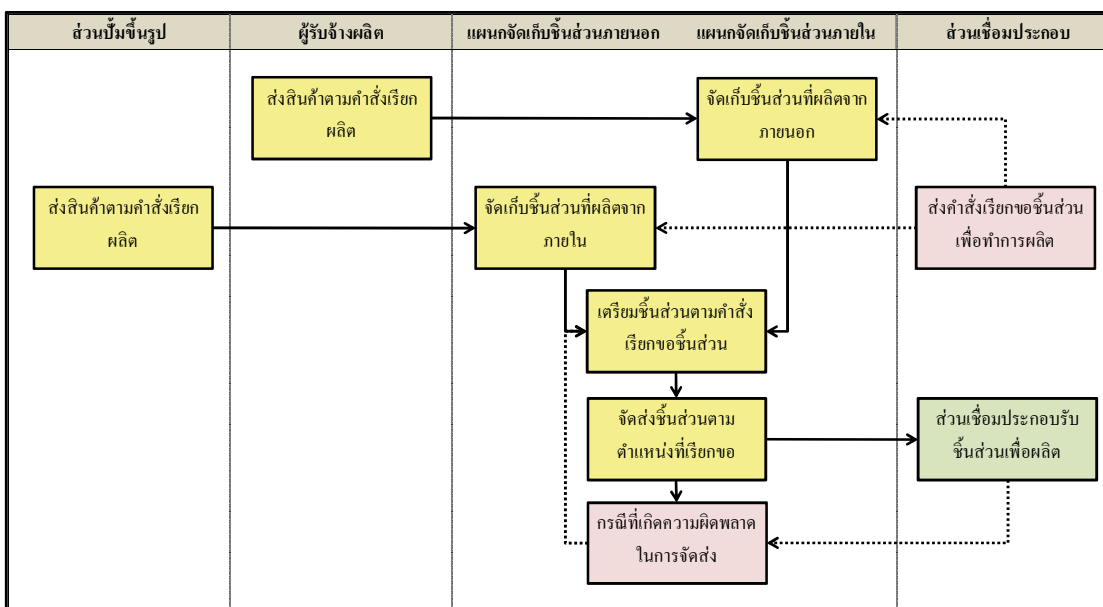 ส่วนปั๊มขึ้นรูป ผู้รับจ้างผลิต แผนกจัดเก็บชิ้นส่วนภายนอก แผนกจัดเก็บชิ้นส่วนภายใน ส่วนเชื่อมประกอบ
ส่งสินค้าตามคำสั่งเรียก
ผลิต
จัดเก็บชิ้นส่วนที่ผลิตจาก
ภายนอก
ส่งสินค้าตามคำสั่งเรียก
ผลิต
จัดเก็บชิ้นส่วนที่ผลิตจาก
ภายใน
ส่งคำสั่งเรียกขอชิ้นส่วน
เพื่อทำการผลิต
เตรียมชิ้นส่วนตามคำสั่ง
เรียกขอชิ้นส่วน
จัดส่งชิ้นส่วนตาม
ตำแหน่งที่เรียกขอ
ส่วนเชื่อมประกอบรับ
ชิ้นส่วนเพื่อผลิต
กรณีที่เกิดความผิดพลาด
ในการจัดส่ง